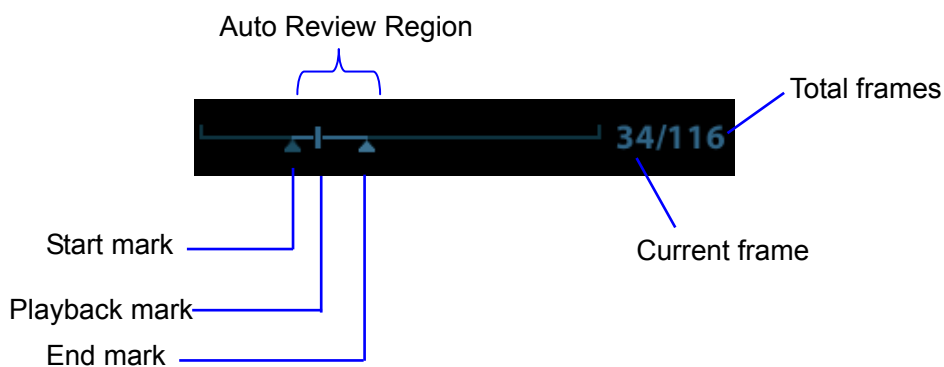 Auto Review Region
Total frames
34/116
Start mark
Current frame
Playback mark
End mark